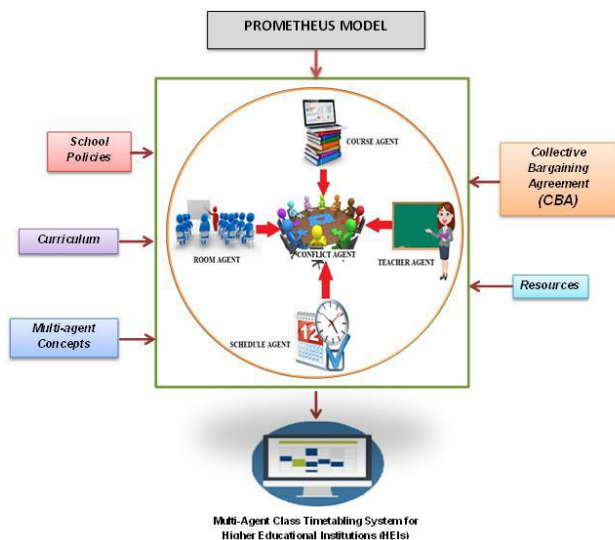 PROMETHEUS MODEL
School
Policies
Curriculum
Multi-agent
Concepts
COURSE AGENT
ROOM AGENT
CONFLICT AGENT
TEACHER AGENT
SCHEDULE AGENT
12
Collective
Bargaining
Agreement
(CBA)
Resources
Multi-Agent Class Timetabling System for
Higher Educational Institutions (HEIs)